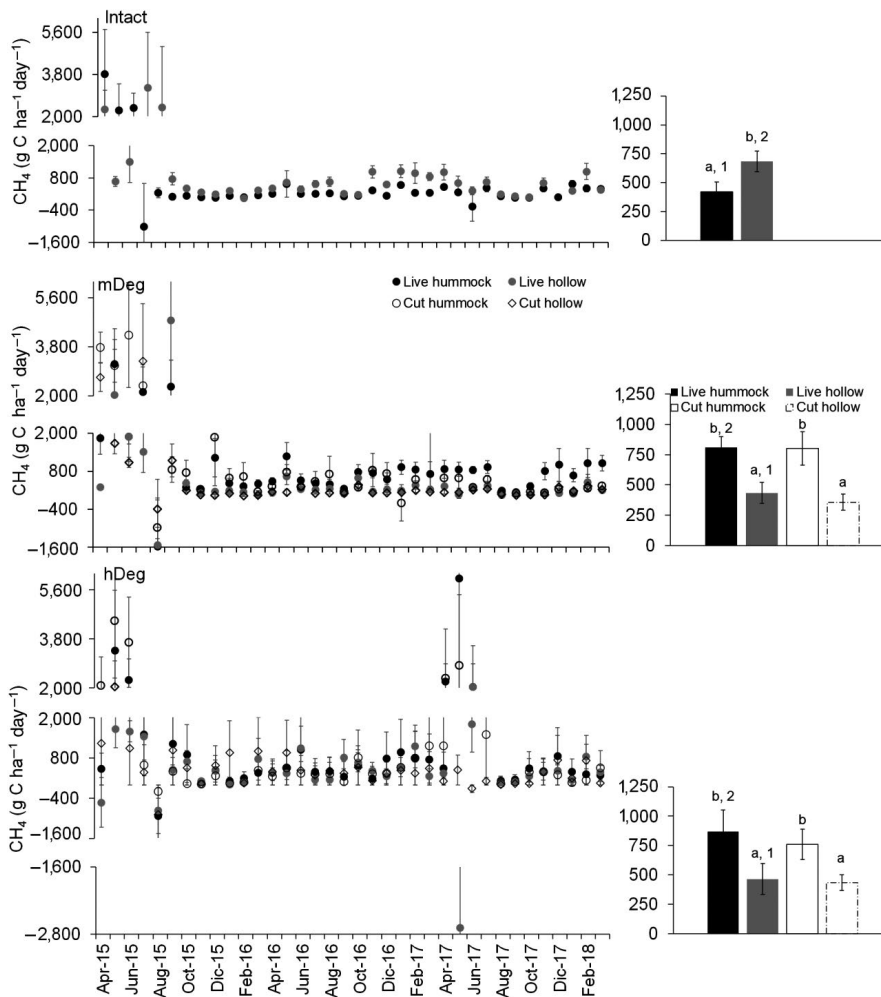 Intact
CH₄ (g C ha⁻¹ day⁻¹)
5,600
3,800
2,000
2,000
800
−400
−1,600
1,250
1,000
750
500
250
0
a, 1
b, 2
mDeg
CH₄ (g C ha⁻¹ day⁻¹)
5,600
3,800
2,000
2,000
800
−400
−1,600
Live hummock Live hollow
Cut hummock Cut hollow
1,250
1,000
750
500
250
0
Live hummock Live hollow
Cut hummock Cut hollow
b, 2
a, 1
b
a
hDeg
CH₄ (g C ha⁻¹ day⁻¹)
5,600
3,800
2,000
2,000
800
−400
−1,600
−1,600
−2,800
Apr-15
Jun-15
Aug-15
Oct-15
Dic-15
Feb-16
Apr-16
Jun-16
Aug-16
Oct-16
Dic-16
Feb-17
Apr-17
Jun-17
Aug-17
Oct-17
Dic-17
Feb-18
1,250
1,000
750
500
250
0
b, 2
a, 1
b
a